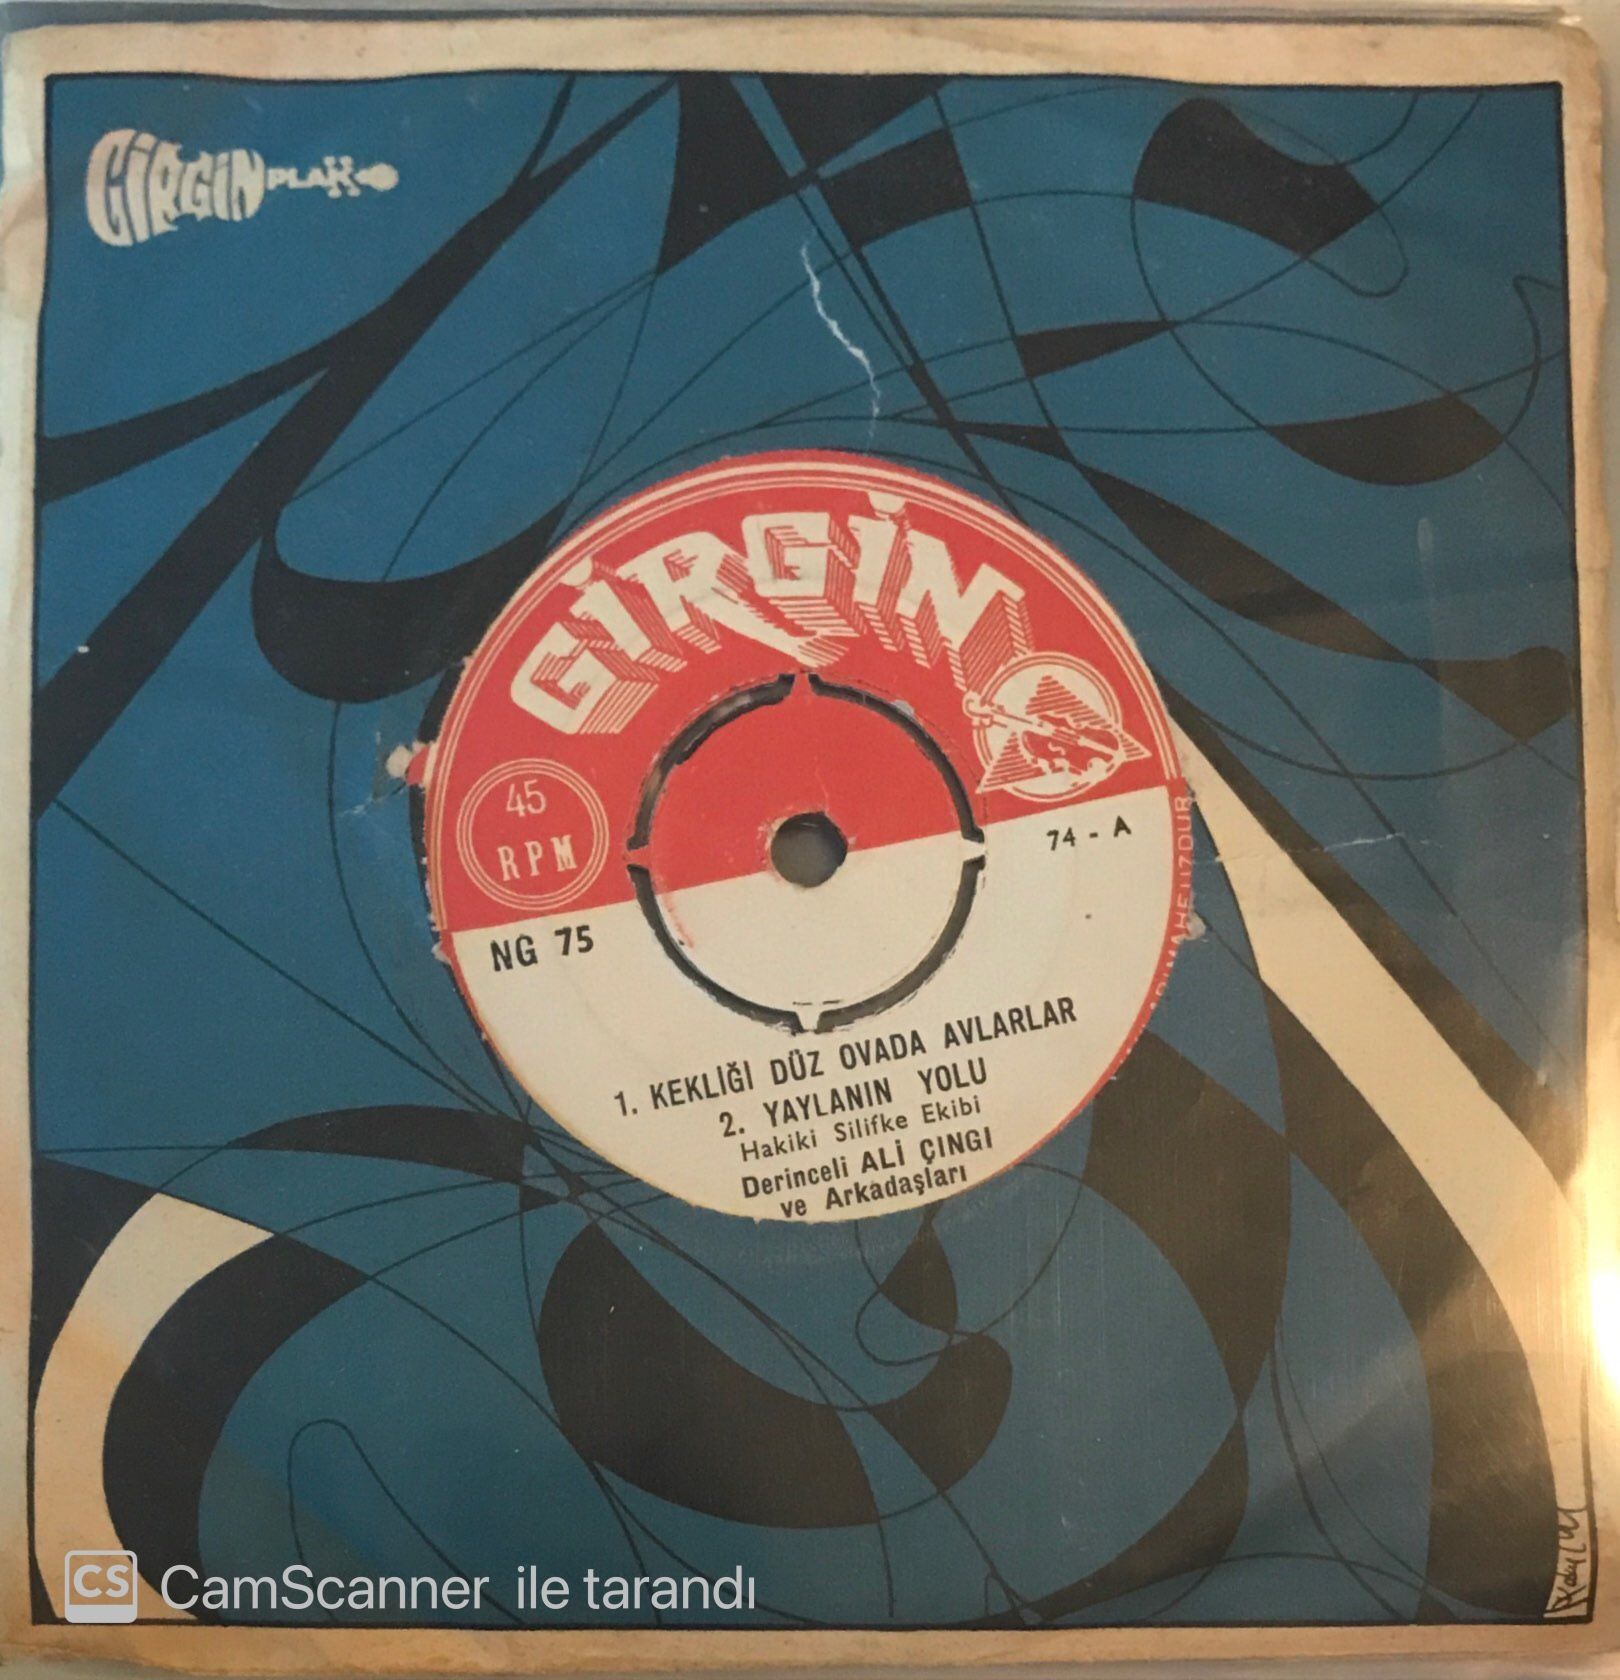 GİRGİN PLAK
GİRGİN
45
RPM
74 - A
NG 75
1. KEKLİĞİ DÜZ OVADA AVLARLAR
2. YAYLANIN YOLU
Hakiki Silifke Ekibi
Derinceli ALİ ÇINGI
ve Arkadaşları
CS CamScanner ile tarandı